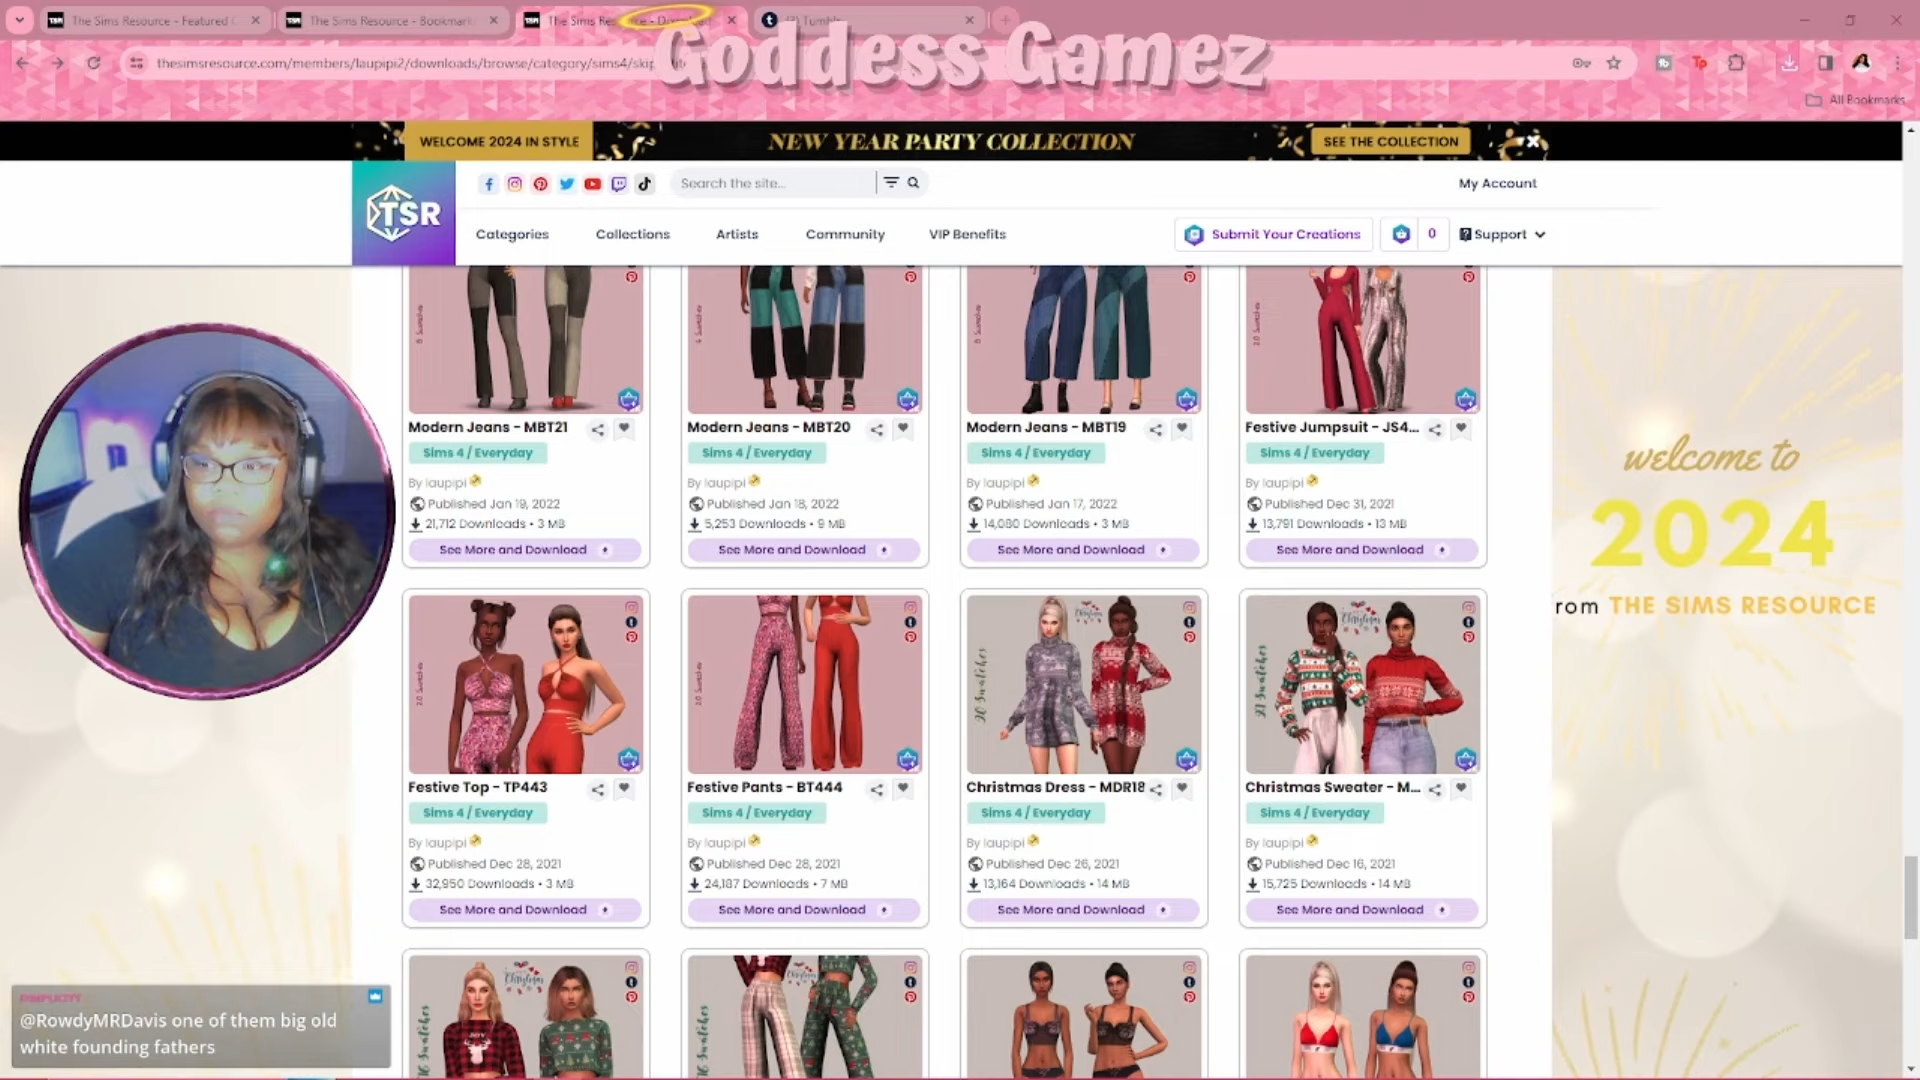 The Sims Resource - Featured
The Sims Resource - Bookmark
Goddess Gamez
thesimsresource.com/members/laupipi2/downloads/browse/category/sims4/skip
All Bookmarks
WELCOME 2024 IN STYLE
NEW YEAR PARTY COLLECTION
SEE THE COLLECTION
TSR
Search the site...
My Account
Categories
Collections
Artists
Community
VIP Benefits
Submit Your Creations
0
Support
Modern Jeans - MBT21
Sims 4 / Everyday
By laupipi
Published Jan 19, 2022
21,712 Downloads • 3 MB
See More and Download
Modern Jeans - MBT20
Sims 4 / Everyday
By laupipi
Published Jan 18, 2022
5,253 Downloads • 9 MB
See More and Download
Modern Jeans - MBT19
Sims 4 / Everyday
By laupipi
Published Jan 17, 2022
14,080 Downloads • 3 MB
See More and Download
Festive Jumpsuit - JS4...
Sims 4 / Everyday
By laupipi
Published Dec 31, 2021
13,791 Downloads • 13 MB
See More and Download
welcome to
2024
rom THE SIMS RESOURCE
Festive Top - TP443
Sims 4 / Everyday
By laupipi
Published Dec 28, 2021
32,950 Downloads • 3 MB
See More and Download
Festive Pants - BT444
Sims 4 / Everyday
By laupipi
Published Dec 28, 2021
24,187 Downloads • 7 MB
See More and Download
20 Swatches
Christmas Dress - MDR18
Sims 4 / Everyday
By laupipi
Published Dec 26, 2021
13,164 Downloads • 14 MB
See More and Download
Christmas
21 Swatches
Christmas Sweater - M...
Sims 4 / Everyday
By laupipi
Published Dec 16, 2021
15,725 Downloads • 14 MB
See More and Download
Christmas
@RowdyMRDavis one of them big old
white founding fathers